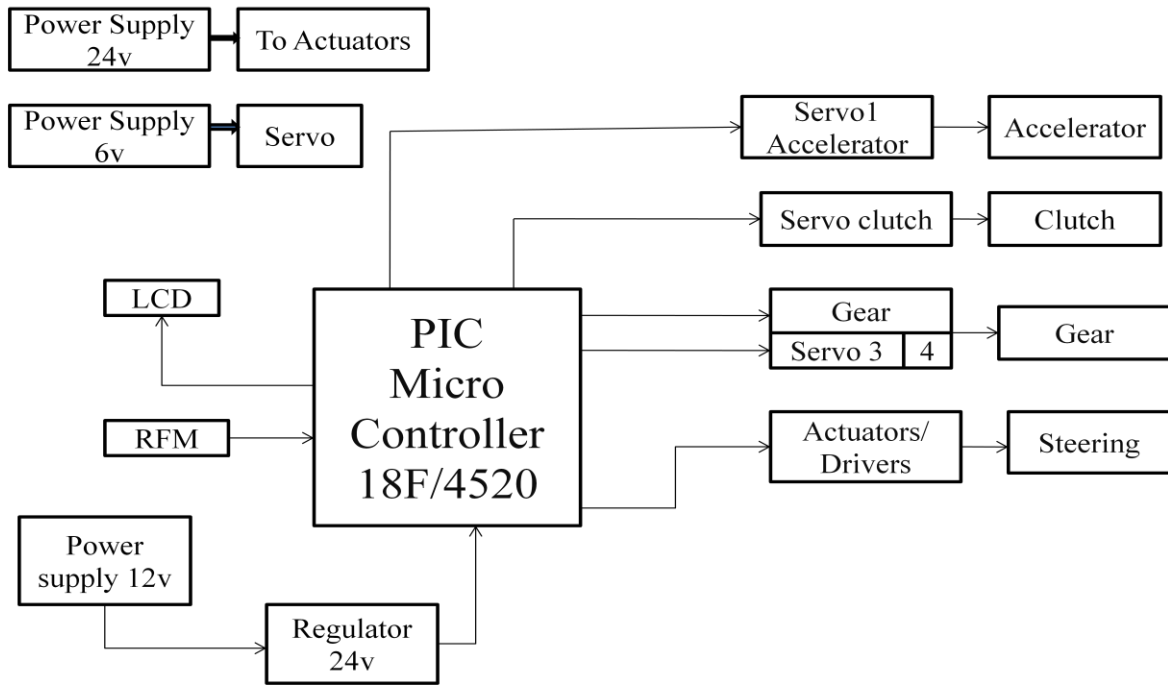 Power Supply
24v
To Actuators
Power Supply
6v
Servo
Servo1
Accelerator
Accelerator
Servo clutch
Clutch
LCD
PIC
Micro
Controller
18F/4520
Gear
Servo 3 4
Gear
RFM
Actuators/
Drivers
Steering
Power
supply 12v
Regulator
24v